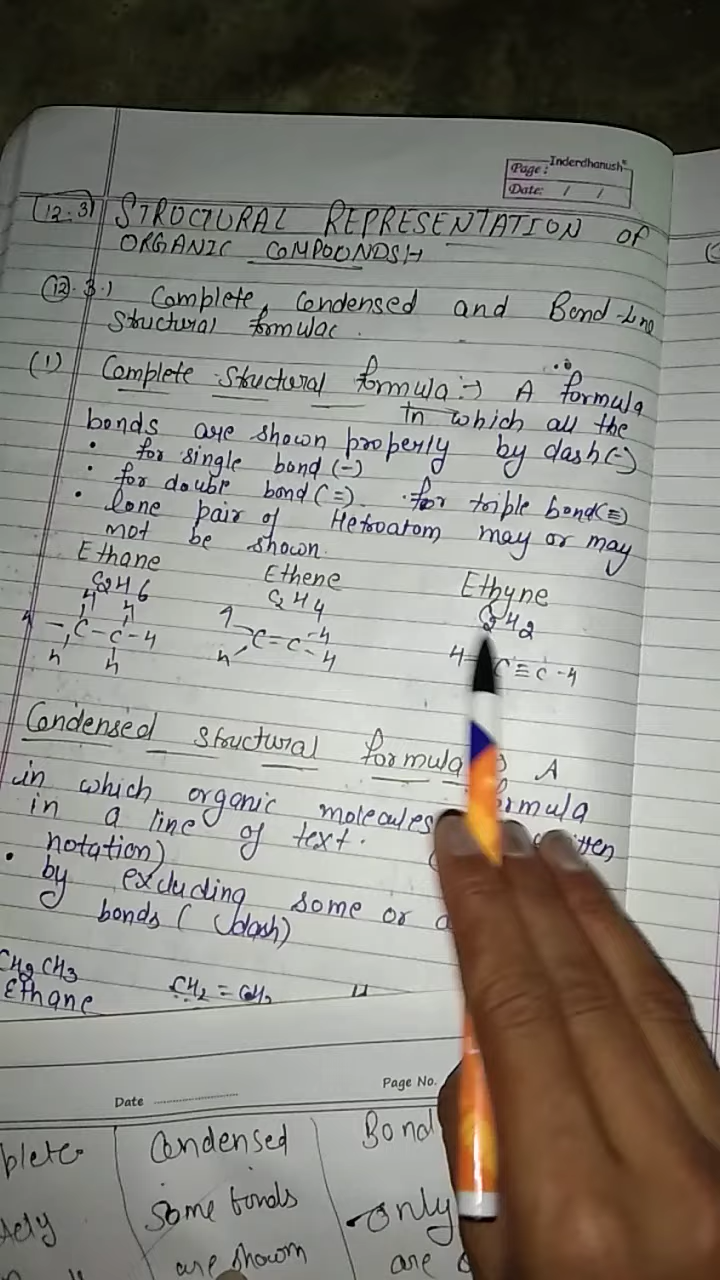 Inderdhanush
Page:
Date: / /
(12.3) STRUCTURAL REPRESENTATION OF
ORGANIC COMPOUNDS
(12.3.) Complete, Condensed and Bond-Line
Structural formulae.
(1) Complete Structural formula :→ A formula
In which all the
bonds are shown properly by dash(-)
• for single bond (-)
• for double bond (=) • for triple bond(≡)
• lone pair of Hetroatom may or may
not be shown.
Ethane Ethene Ethyne
C2H6 C2H4 C2H2
H H
H - C - C - H
H H
H C = C - H
H - H
H - C ≡ C - H
Condensed Structural formula A
in which organic molecules
in a line of text.
notation)
• by excluding some or
bonds ( dash)
CH2 CH3 CH2 = CH2 H
Ethane
Date Page No.
plete Condensed Bond
some bonds only
are shown are